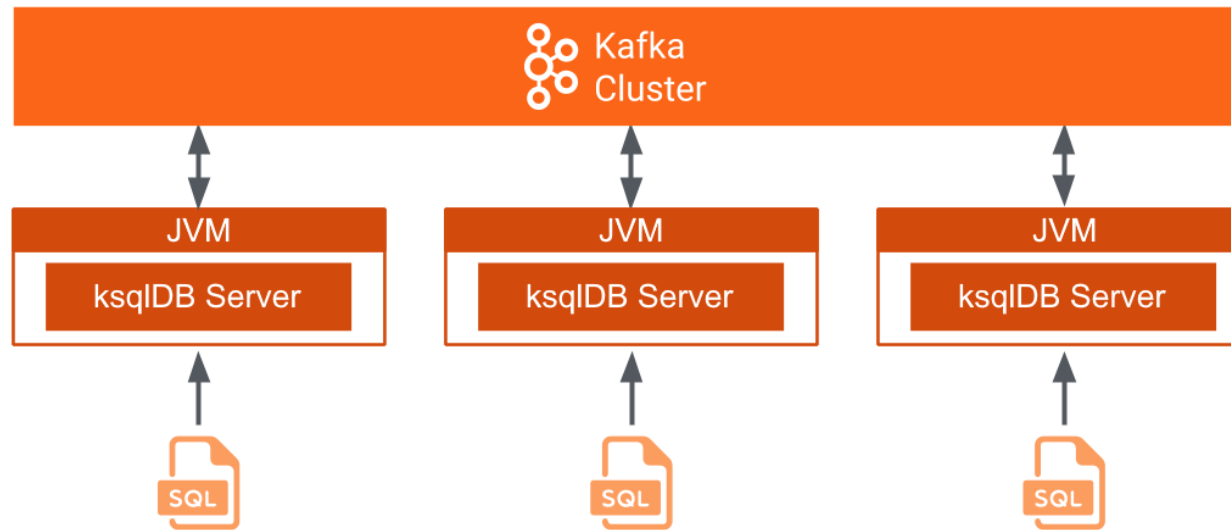 Kafka
Cluster
JVM
JVM
JVM
ksqlDB Server
ksqlDB Server
ksqlDB Server
SQL
SQL
SQL